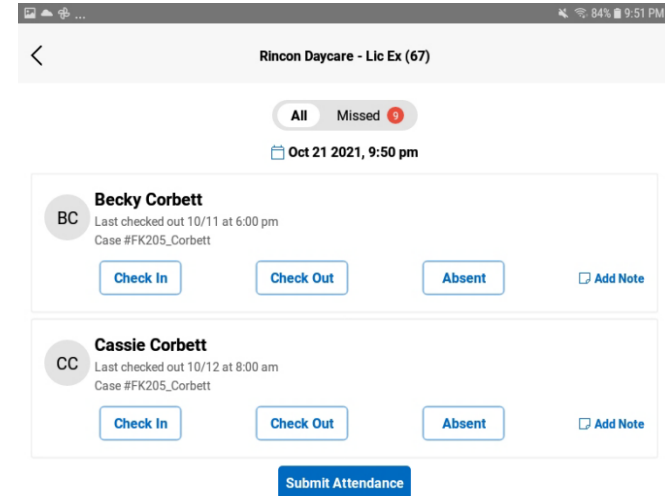 ... 84% 9:51 PM
Rincon Daycare - Lic Ex (67)
All Missed 9
Oct 21 2021, 9:50 pm
BC Becky Corbett
Last checked out 10/11 at 6:00 pm
Case #FK205_Corbett
Check In Check Out Absent Add Note
CC Cassie Corbett
Last checked out 10/12 at 8:00 am
Case #FK205_Corbett
Check In Check Out Absent Add Note
Submit Attendance